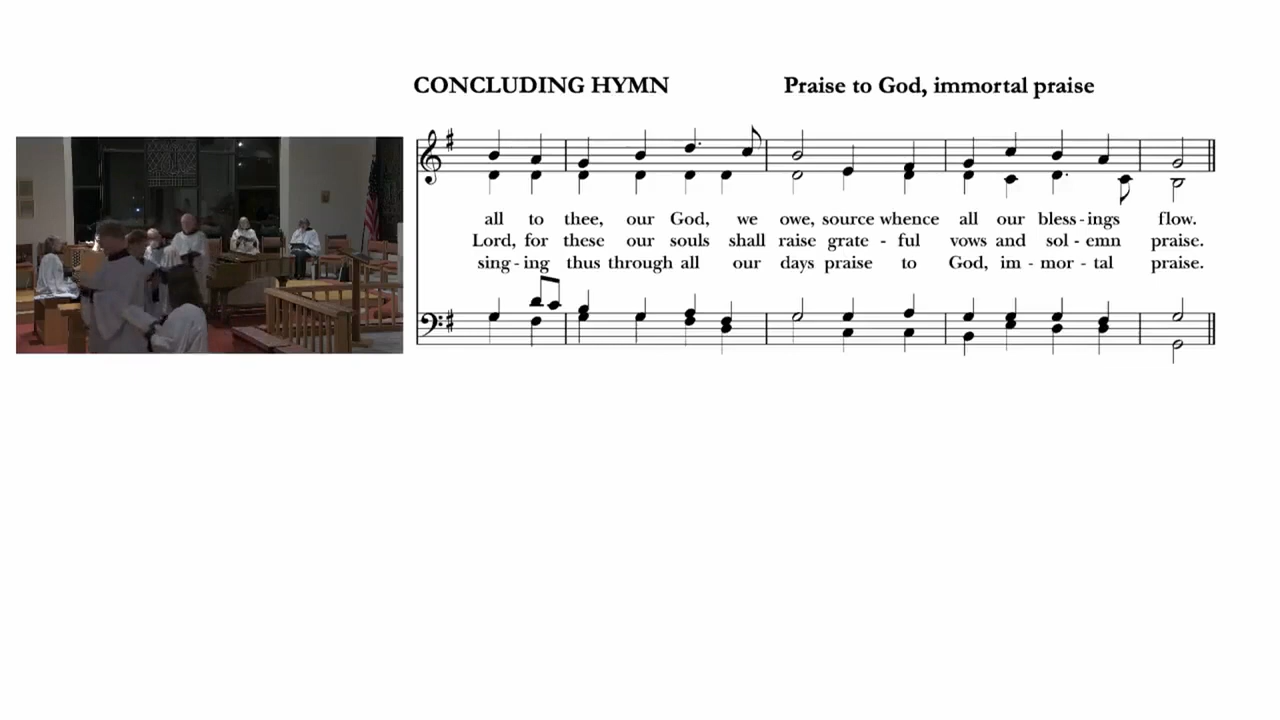 CONCLUDING HYMN Praise to God, immortal praise
all to thee, our God, we owe, source whence all our bless - ings flow.
Lord, for these our souls shall raise grate - ful vows and sol - emn praise.
sing - ing thus through all our days praise to God, im - mor - tal praise.